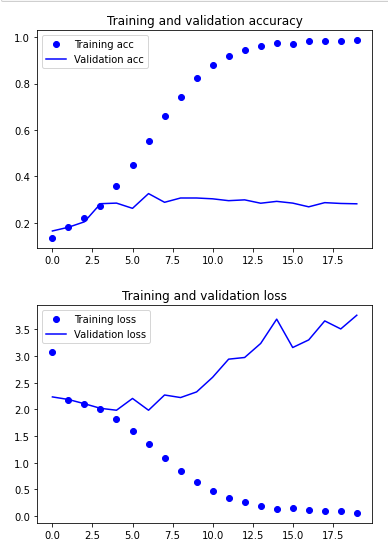 Training and validation accuracy
1.0
Training acc
Validation acc
0.8
0.6
0.4
0.2
0.0 2.5 5.0 7.5 10.0 12.5 15.0 17.5
Training and validation loss
Training loss
3.5
Validation loss
3.0
2.5
2.0
1.5
1.0
0.5
0.0
0.0 2.5 5.0 7.5 10.0 12.5 15.0 17.5